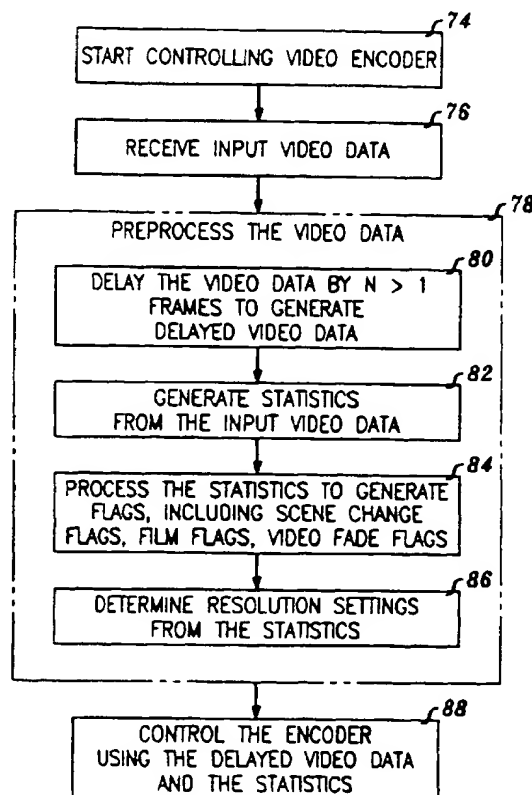 74
START CONTROLLING VIDEO ENCODER
76
RECEIVE INPUT VIDEO DATA
78
PREPROCESS THE VIDEO DATA
80
DELAY THE VIDEO DATA BY N > 1
FRAMES TO GENERATE
DELAYED VIDEO DATA
82
GENERATE STATISTICS
FROM THE INPUT VIDEO DATA
84
PROCESS THE STATISTICS TO GENERATE
FLAGS, INCLUDING SCENE CHANGE
FLAGS, FILM FLAGS, VIDEO FADE FLAGS
86
DETERMINE RESOLUTION SETTINGS
FROM THE STATISTICS
88
CONTROL THE ENCODER
USING THE DELAYED VIDEO DATA
AND THE STATISTICS